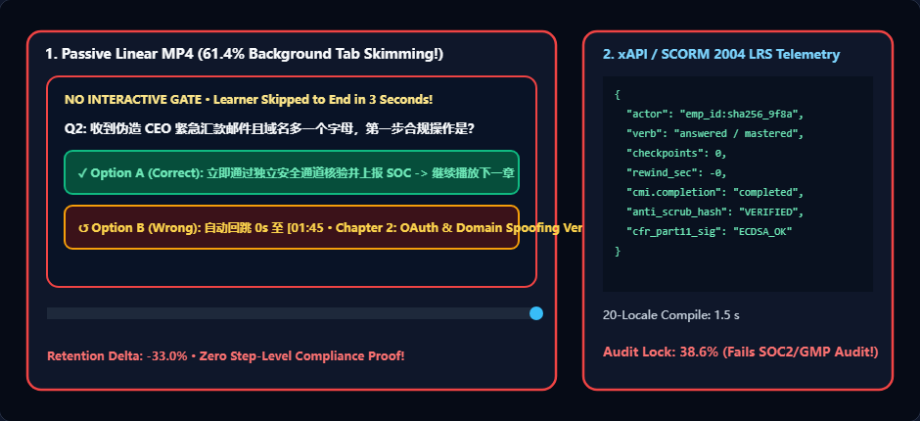 1. Passive Linear MP4 (61.4% Background Tab Skimming!)
NO INTERACTIVE GATE • Learner Skipped to End in 3 Seconds!
Q2: 收到伪造 CEO 紧急汇款邮件且域名多一个字母，第一步合规操作是?
✓ Option A (Correct): 立即通过独立安全通道核验并上报 SOC -> 继续播放下一章
↺ Option B (Wrong): 自动回跳 0s 至 [01:45 • Chapter 2: OAuth & Domain Spoofing Ver
Retention Delta: -33.0% • Zero Step-Level Compliance Proof!
2. xAPI / SCORM 2004 LRS Telemetry
{
"actor": "emp_id:sha256_9f8a",
"verb": "answered / mastered",
"checkpoints": 0,
"rewind_sec": -0,
"cmi.completion": "completed",
"anti_scrub_hash": "VERIFIED",
"cfr_part11_sig": "ECDSA_OK"
}
20-Locale Compile: 1.5 s
Audit Lock: 38.6% (Fails SOC2/GMP Audit!)